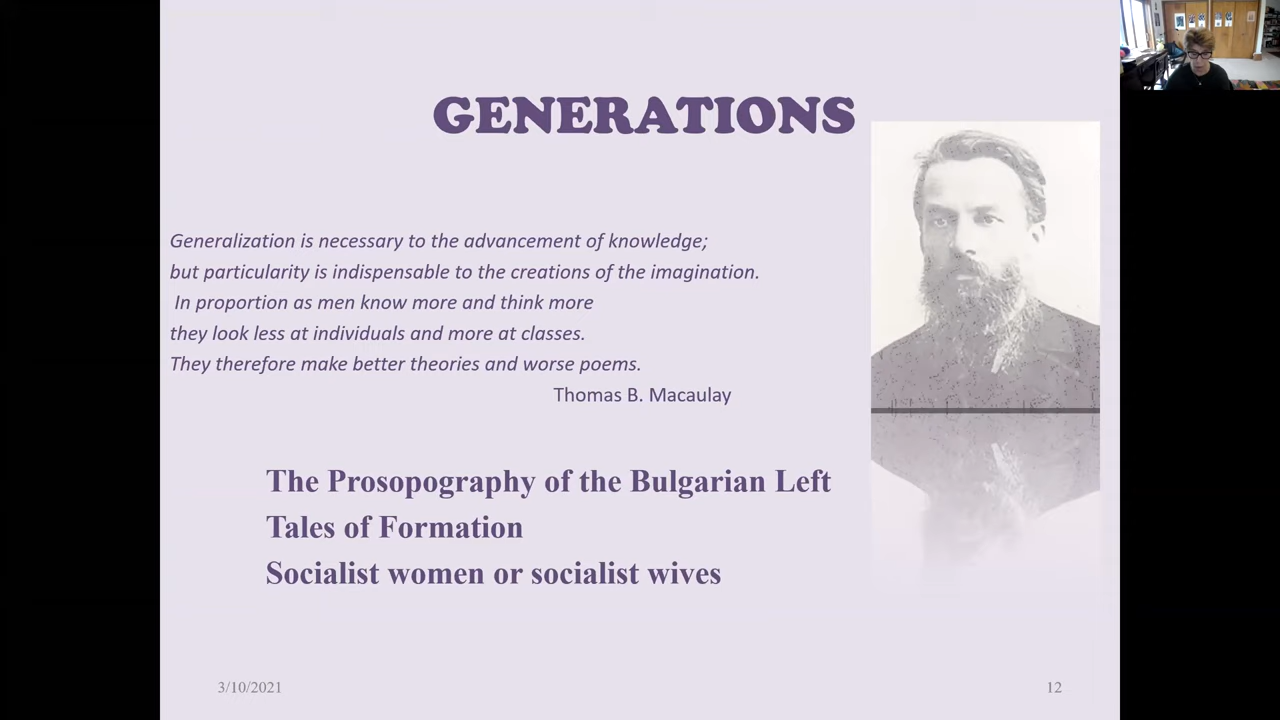 GENERATIONS
Generalization is necessary to the advancement of knowledge;
but particularity is indispensable to the creations of the imagination.
In proportion as men know more and think more
they look less at individuals and more at classes.
They therefore make better theories and worse poems.
Thomas B. Macaulay
The Prosopography of the Bulgarian Left
Tales of Formation
Socialist women or socialist wives
3/10/2021
12